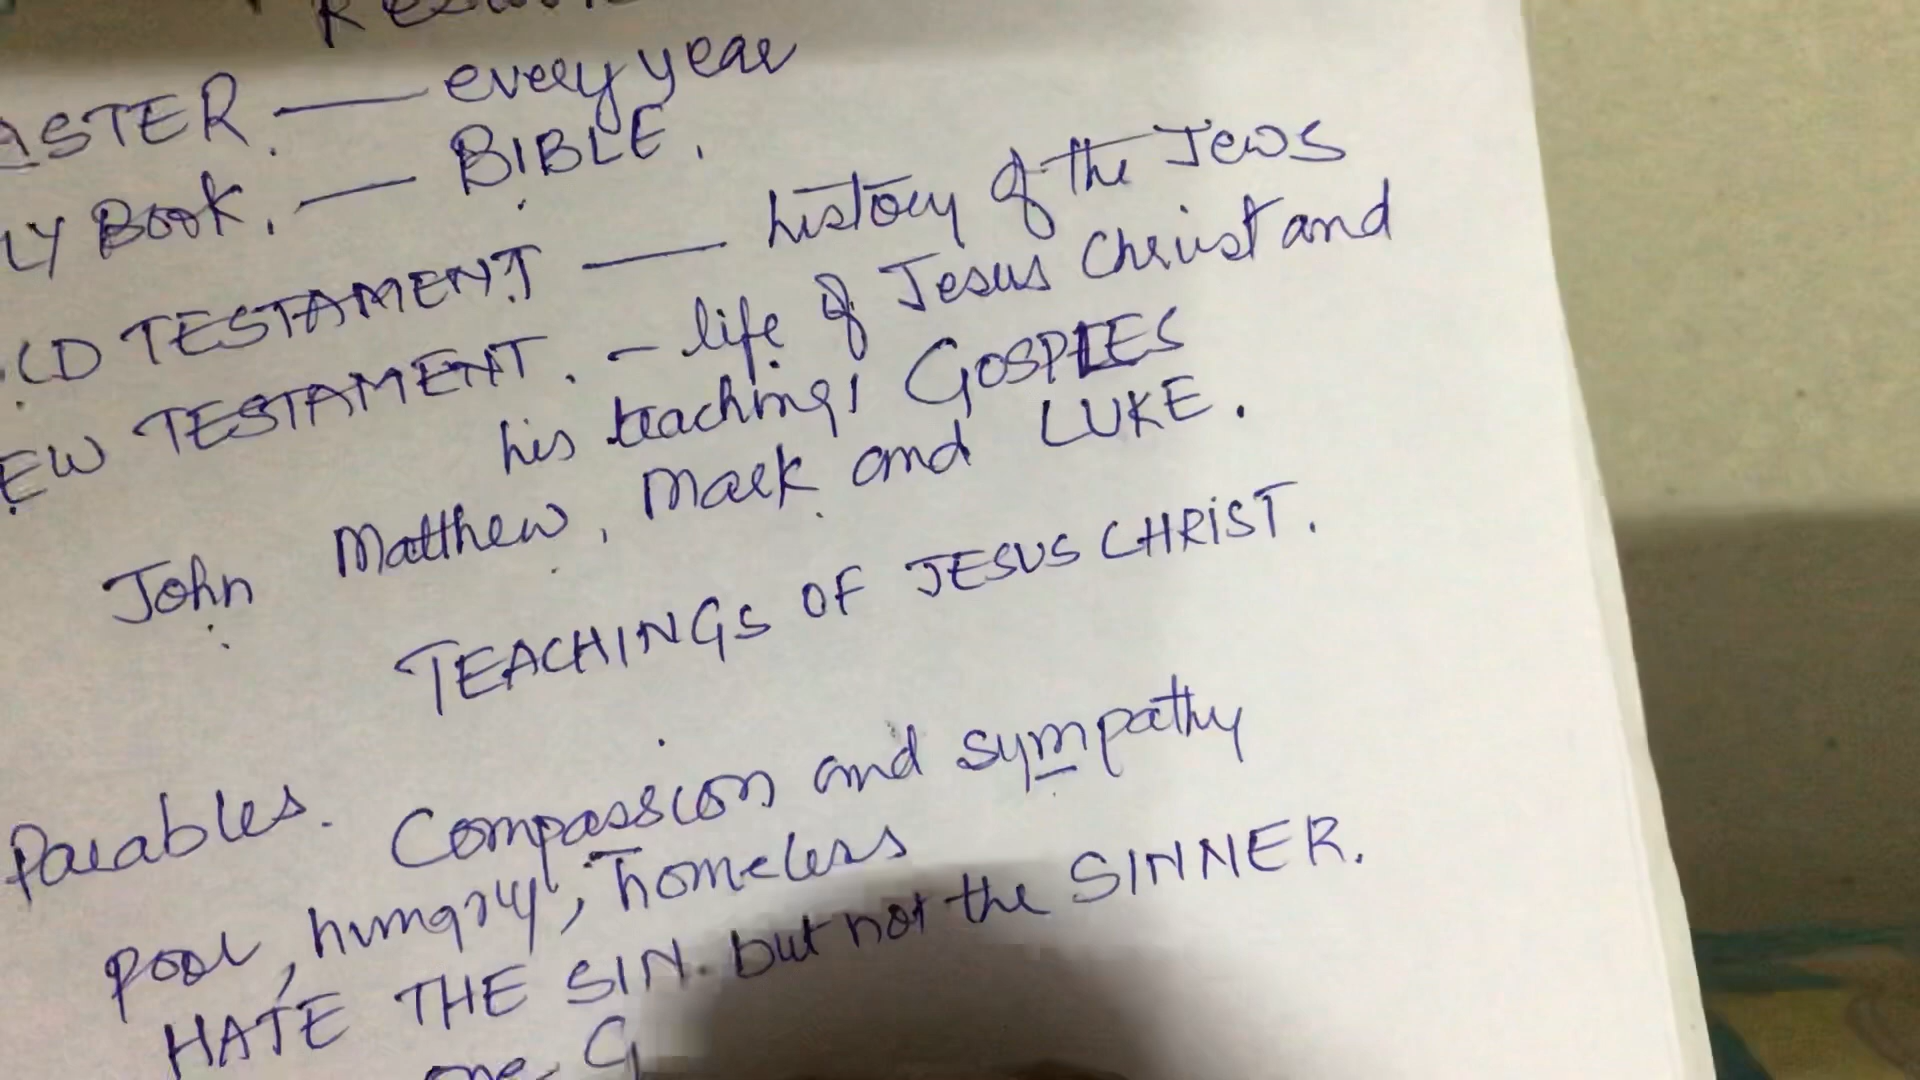 ASTER. — every year
LY Book. — BIBLE.
LD TESTAMENT — history of the Jews
EW TESTAMENT. – life of Jesus Christ and
his teachings GOSPLES
John Matthew, Mark and LUKE.
TEACHINGS OF JESUS CHRIST.
Parables. Compassion and sympathy
poor, hungry, homeless
HATE THE SIN. but not the SINNER.
one G